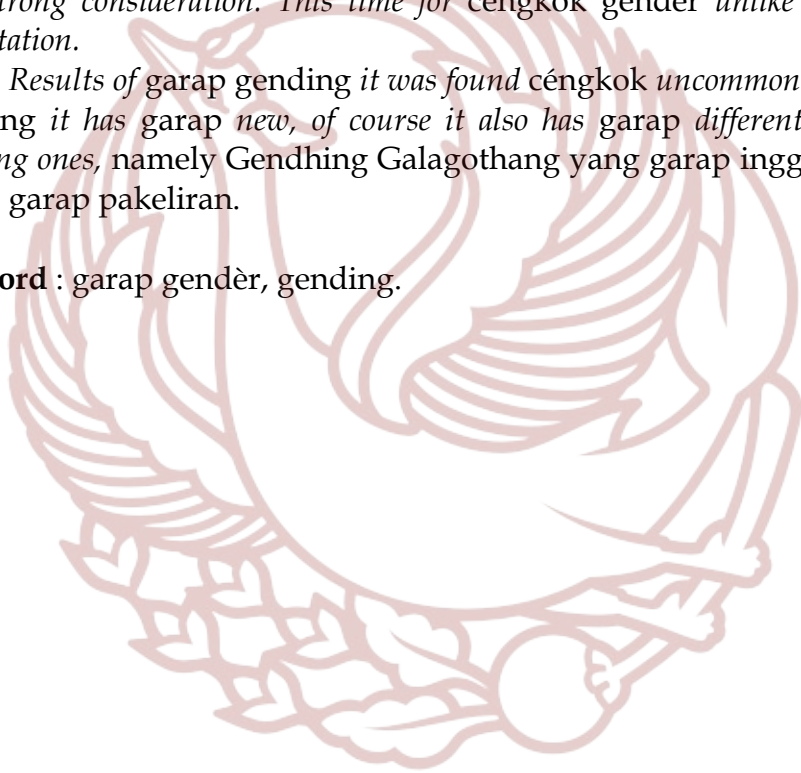 trong consideration. This time for cengkok gender unlike
tation.
Results of garap gending it was found céngkok uncommon
ng it has garap new, of course it also has garap different
ng ones, namely Gendhing Galagothang yang garap ingg
garap pakeliran.
ord : garap gendèr, gending.